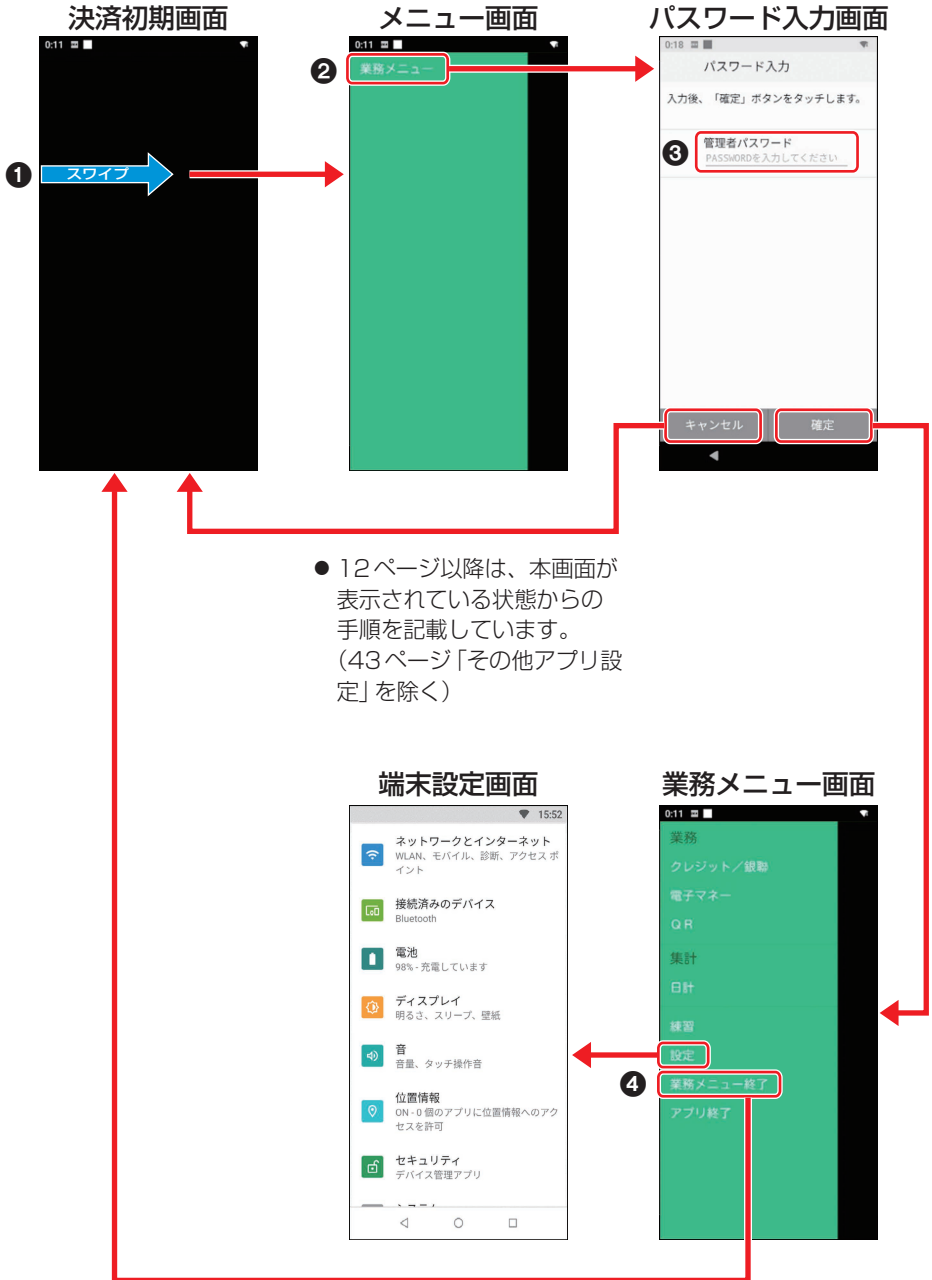 決済初期画面
メニュー画面
パスワード入力画面
0:11
❶
スワイプ
0:11
❷
業務メニュー
0:18
パスワード入力
入力後、「確定」ボタンをタッチします。
❸
管理者パスワード
PASSWORDを入力してください
キャンセル
確定
● 12ページ以降は、本画面が
表示されている状態からの
手順を記載しています。
(43ページ「その他アプリ設
定」を除く)
端末設定画面
業務メニュー画面
15:52
ネットワークとインターネット
WLAN、モバイル、診断、アクセス ポ
イント
接続済みのデバイス
Bluetooth
電池
98% - 充電しています
ディスプレイ
明るさ、スリープ、壁紙
音
音量、タッチ操作音
位置情報
ON - 0 個のアプリに位置情報へのアク
セスを許可
セキュリティ
デバイス管理アプリ
0:11
業務
クレジット／銀聯
電子マネー
QR
集計
日計
練習
設定
❹
業務メニュー終了
アプリ終了